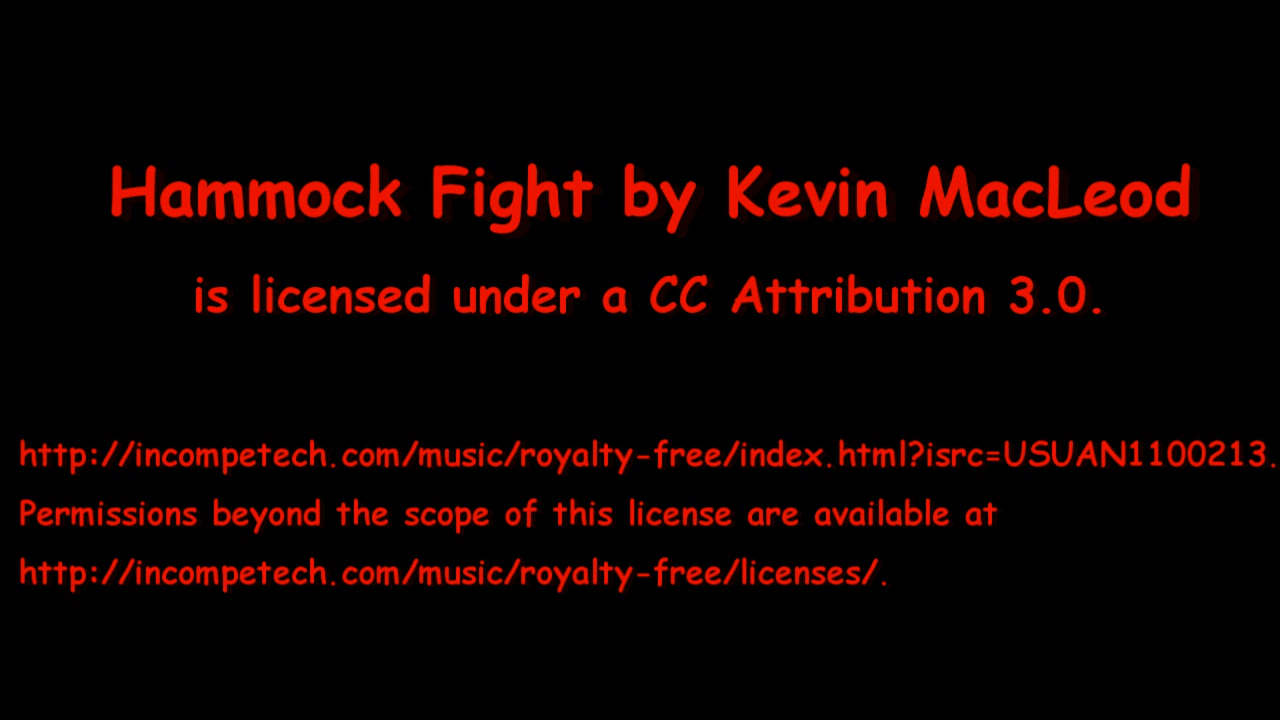 Hammock Fight by Kevin MacLeod
is licensed under a CC Attribution 3.0.
http://incompetech.com/music/royalty-free/index.html?isrc=USUAN1100213.
Permissions beyond the scope of this license are available at
http://incompetech.com/music/royalty-free/licenses/.